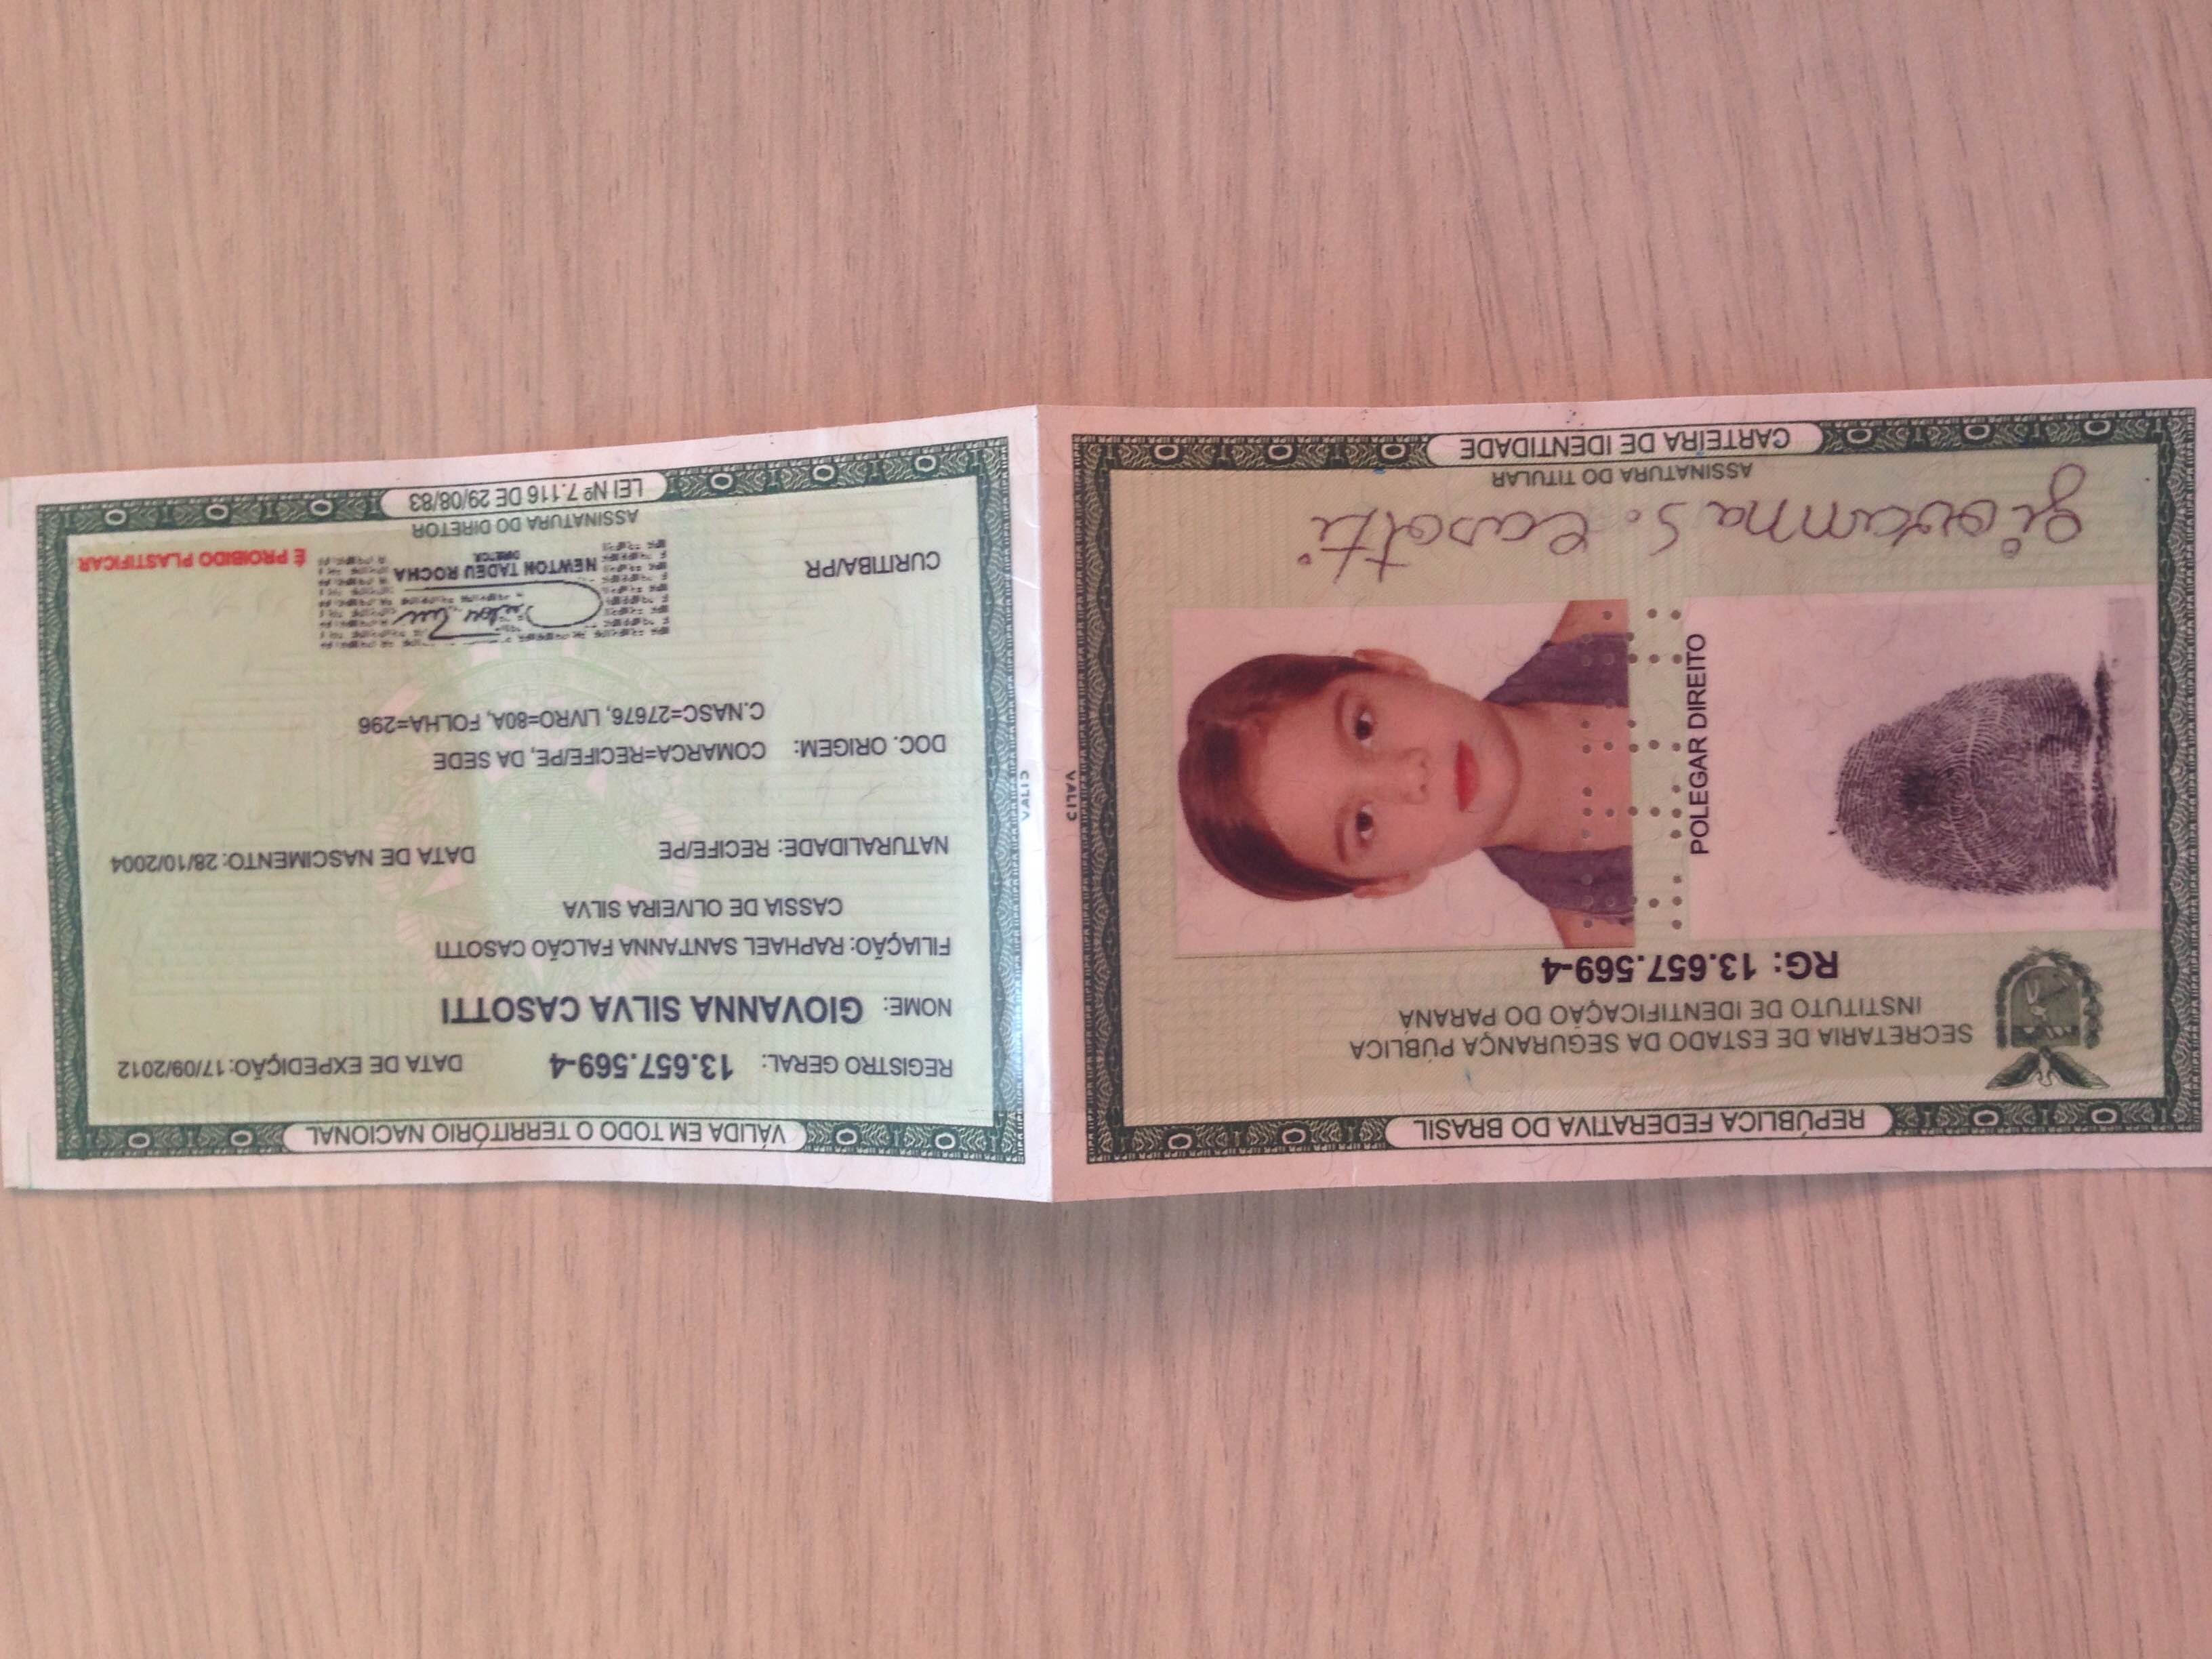 REPÚBLICA FEDERATIVA DO BRASIL
SECRETARIA DE ESTADO DA SEGURANÇA PÚBLICA
INSTITUTO DE IDENTIFICAÇÃO DO PARANÁ
RG: 13.657.569-4
POLEGAR DIREITO
giovanna S. Casotti
ASSINATURA DO TITULAR
CARTEIRA DE IDENTIDADE
VÁLIDA EM TODO O TERRITÓRIO NACIONAL
REGISTRO GERAL: 13.657.569-4 DATA DE EXPEDIÇÃO: 17/09/2012
NOME: GIOVANNA SILVA CASOTTI
FILIAÇÃO: RAPHAEL SANT'ANNA FALCÃO CASOTTI
CASSIA DE OLIVEIRA SILVA
NATURALIDADE: RECIFE/PE DATA DE NASCIMENTO: 28/10/2004
DOC. ORIGEM: COMARCA=RECIFE/PE, DA SEDE
C.NASC=27676, LIVRO=80A, FOLHA=296
CURITIBA/PR
NEWTON TADEU ROCHA
DIRETOR
É PROIBIDO PLASTIFICAR
ASSINATURA DO DIRETOR
LEI Nº 7.116 DE 29/08/83